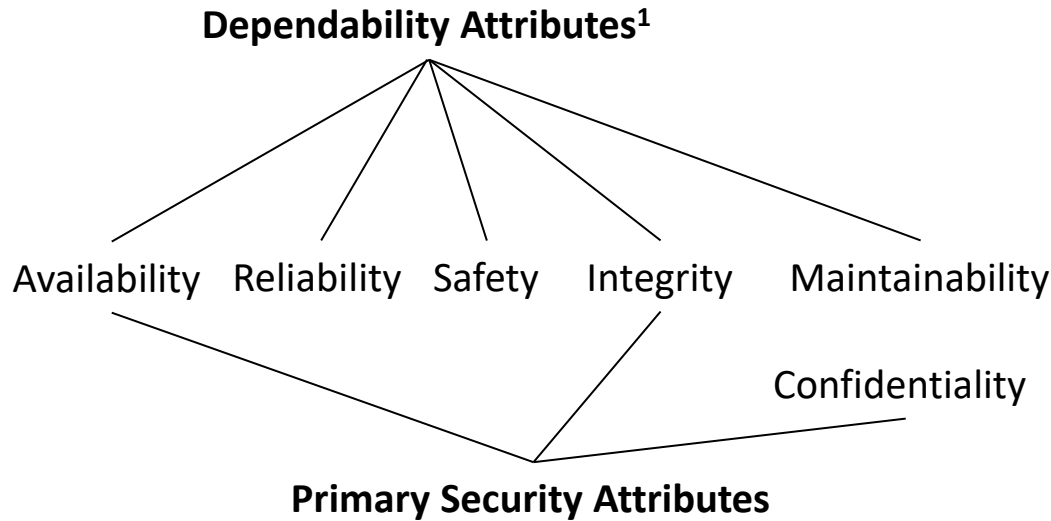 Dependability Attributes¹
Availability Reliability Safety Integrity Maintainability
Confidentiality
Primary Security Attributes